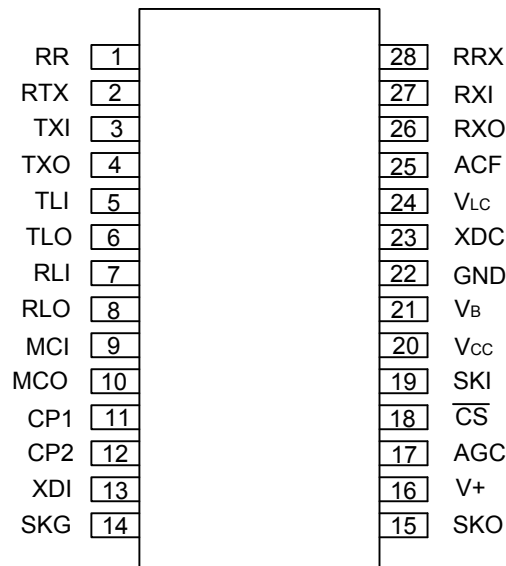 RR 1 28 RRX
RTX 2 27 RXI
TXI 3 26 RXO
TXO 4 25 ACF
TLI 5 24 VLC
TLO 6 23 XDC
RLI 7 22 GND
RLO 8 21 VB
MCI 9 20 VCC
MCO 10 19 SKI
CP1 11 18 C̅S̅
CP2 12 17 AGC
XDI 13 16 V+
SKG 14 15 SKO